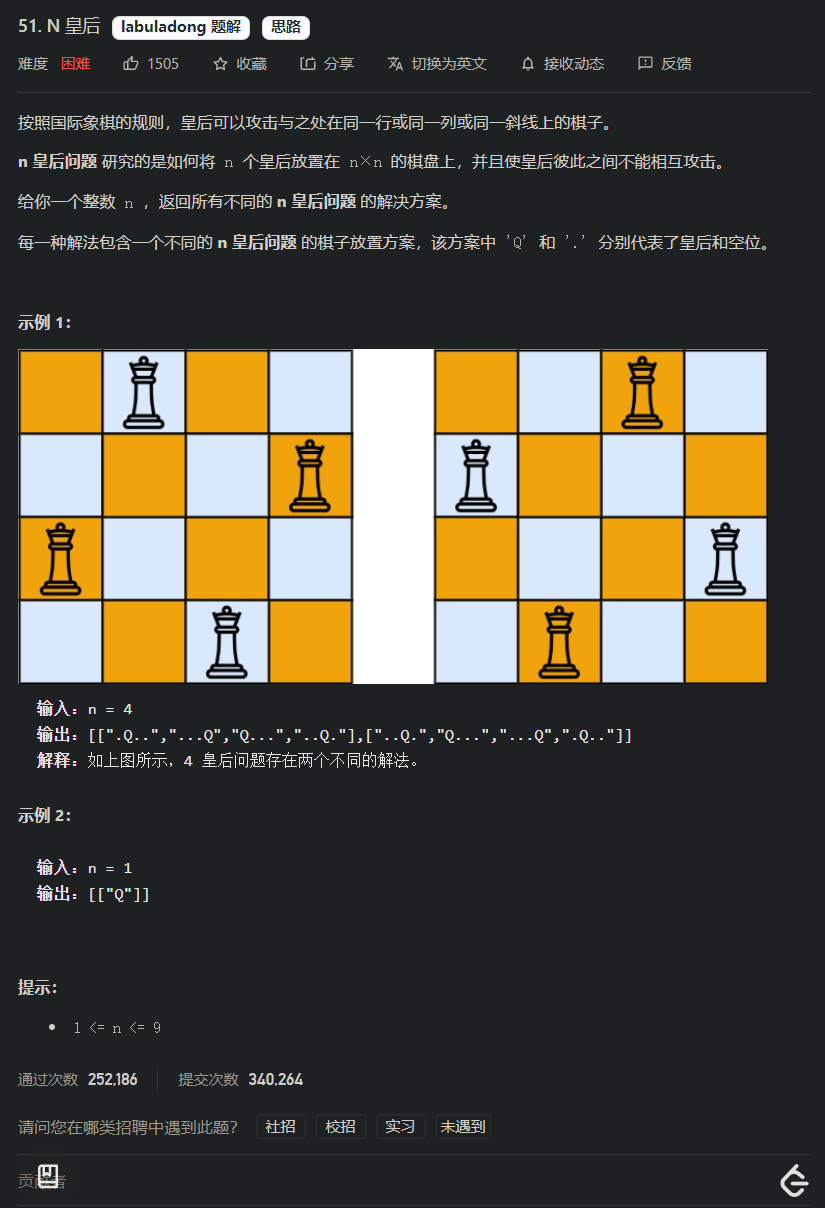 51. N 皇后 labuladong 题解 思路
难度 困难 1505 收藏 分享 切换为英文 接收动态 反馈
按照国际象棋的规则，皇后可以攻击与之处在同一行或同一列或同一斜线上的棋子。
n 皇后问题 研究的是如何将 n 个皇后放置在 n×n 的棋盘上，并且使皇后彼此之间不能相互攻击。
给你一个整数 n ，返回所有不同的 n 皇后问题 的解决方案。
每一种解法包含一个不同的 n 皇后问题 的棋子放置方案，该方案中 'Q' 和 '.' 分别代表了皇后和空位。
示例 1：
输入：n = 4
输出：[[".Q..","...Q","Q...","..Q."],["..Q.","Q...","...Q",".Q.."]]
解释：如上图所示，4 皇后问题存在两个不同的解法。
示例 2：
输入：n = 1
输出：[["Q"]]
提示：
• 1 <= n <= 9
通过次数 252,186 提交次数 340,264
请问您在哪类招聘中遇到此题？ 社招 校招 实习 未遇到
贡献者